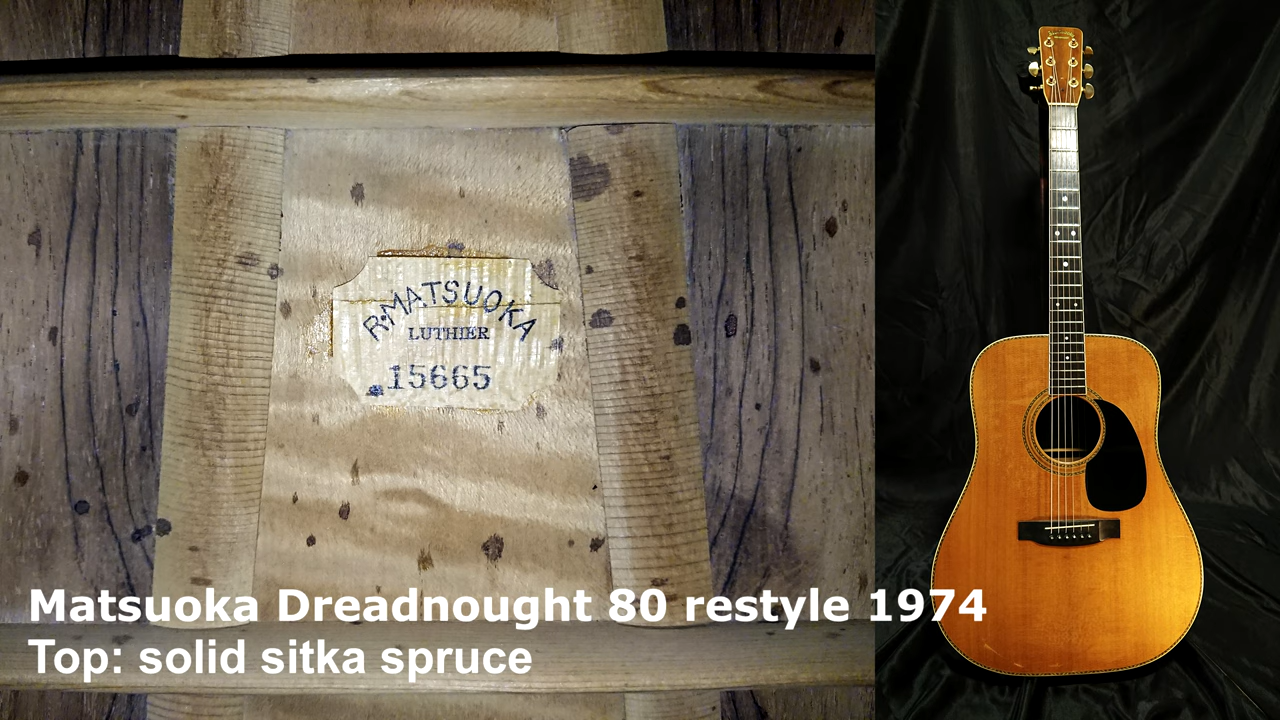 R·MATSUOKA
LUTHIER
15665
Matsuoka Dreadnought 80 restyle 1974
Top: solid sitka spruce